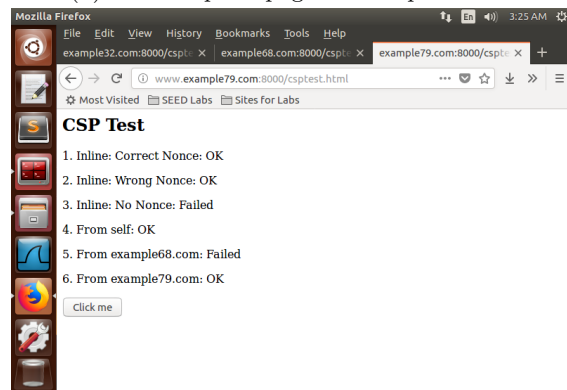 Mozilla Firefox
En
3:25 AM
File Edit View History Bookmarks Tools Help
example32.com:8000/cspte × example68.com:8000/cspte × example79.com:8000/cspte × +
www.example79.com:8000/csptest.html
Most Visited SEED Labs Sites for Labs
CSP Test
1. Inline: Correct Nonce: OK
2. Inline: Wrong Nonce: OK
3. Inline: No Nonce: Failed
4. From self: OK
5. From example68.com: Failed
6. From example79.com: OK
Click me